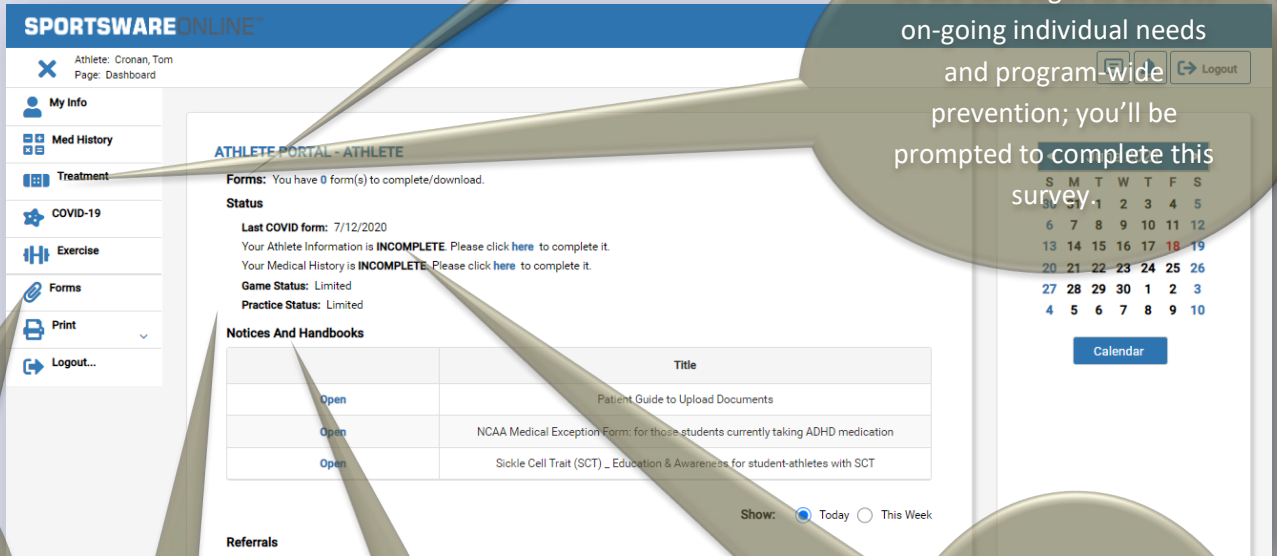 SPORTSWAREONLINE™
Athlete: Cronan, Tom
Page: Dashboard
Logout
on-going individual needs
and program-wide
prevention; you'll be
prompted to complete this
survey.
My Info
Med History
Treatment
COVID-19
Exercise
Forms
Print
Logout...
ATHLETE PORTAL - ATHLETE
Forms: You have 0 form(s) to complete/download.
Status
Last COVID form: 7/12/2020
Your Athlete Information is INCOMPLETE. Please click here to complete it.
Your Medical History is INCOMPLETE. Please click here to complete it.
Game Status: Limited
Practice Status: Limited
Notices And Handbooks
Title
Open Patient Guide to Upload Documents
Open NCAA Medical Exception Form: for those students currently taking ADHD medication
Open Sickle Cell Trait (SCT) _ Education & Awareness for student-athletes with SCT
Show: Today This Week
Referrals
S M T W T F S
30 31 1 2 3 4 5
6 7 8 9 10 11 12
13 14 15 16 17 18 19
20 21 22 23 24 25 26
27 28 29 30 1 2 3
4 5 6 7 8 9 10
Calendar